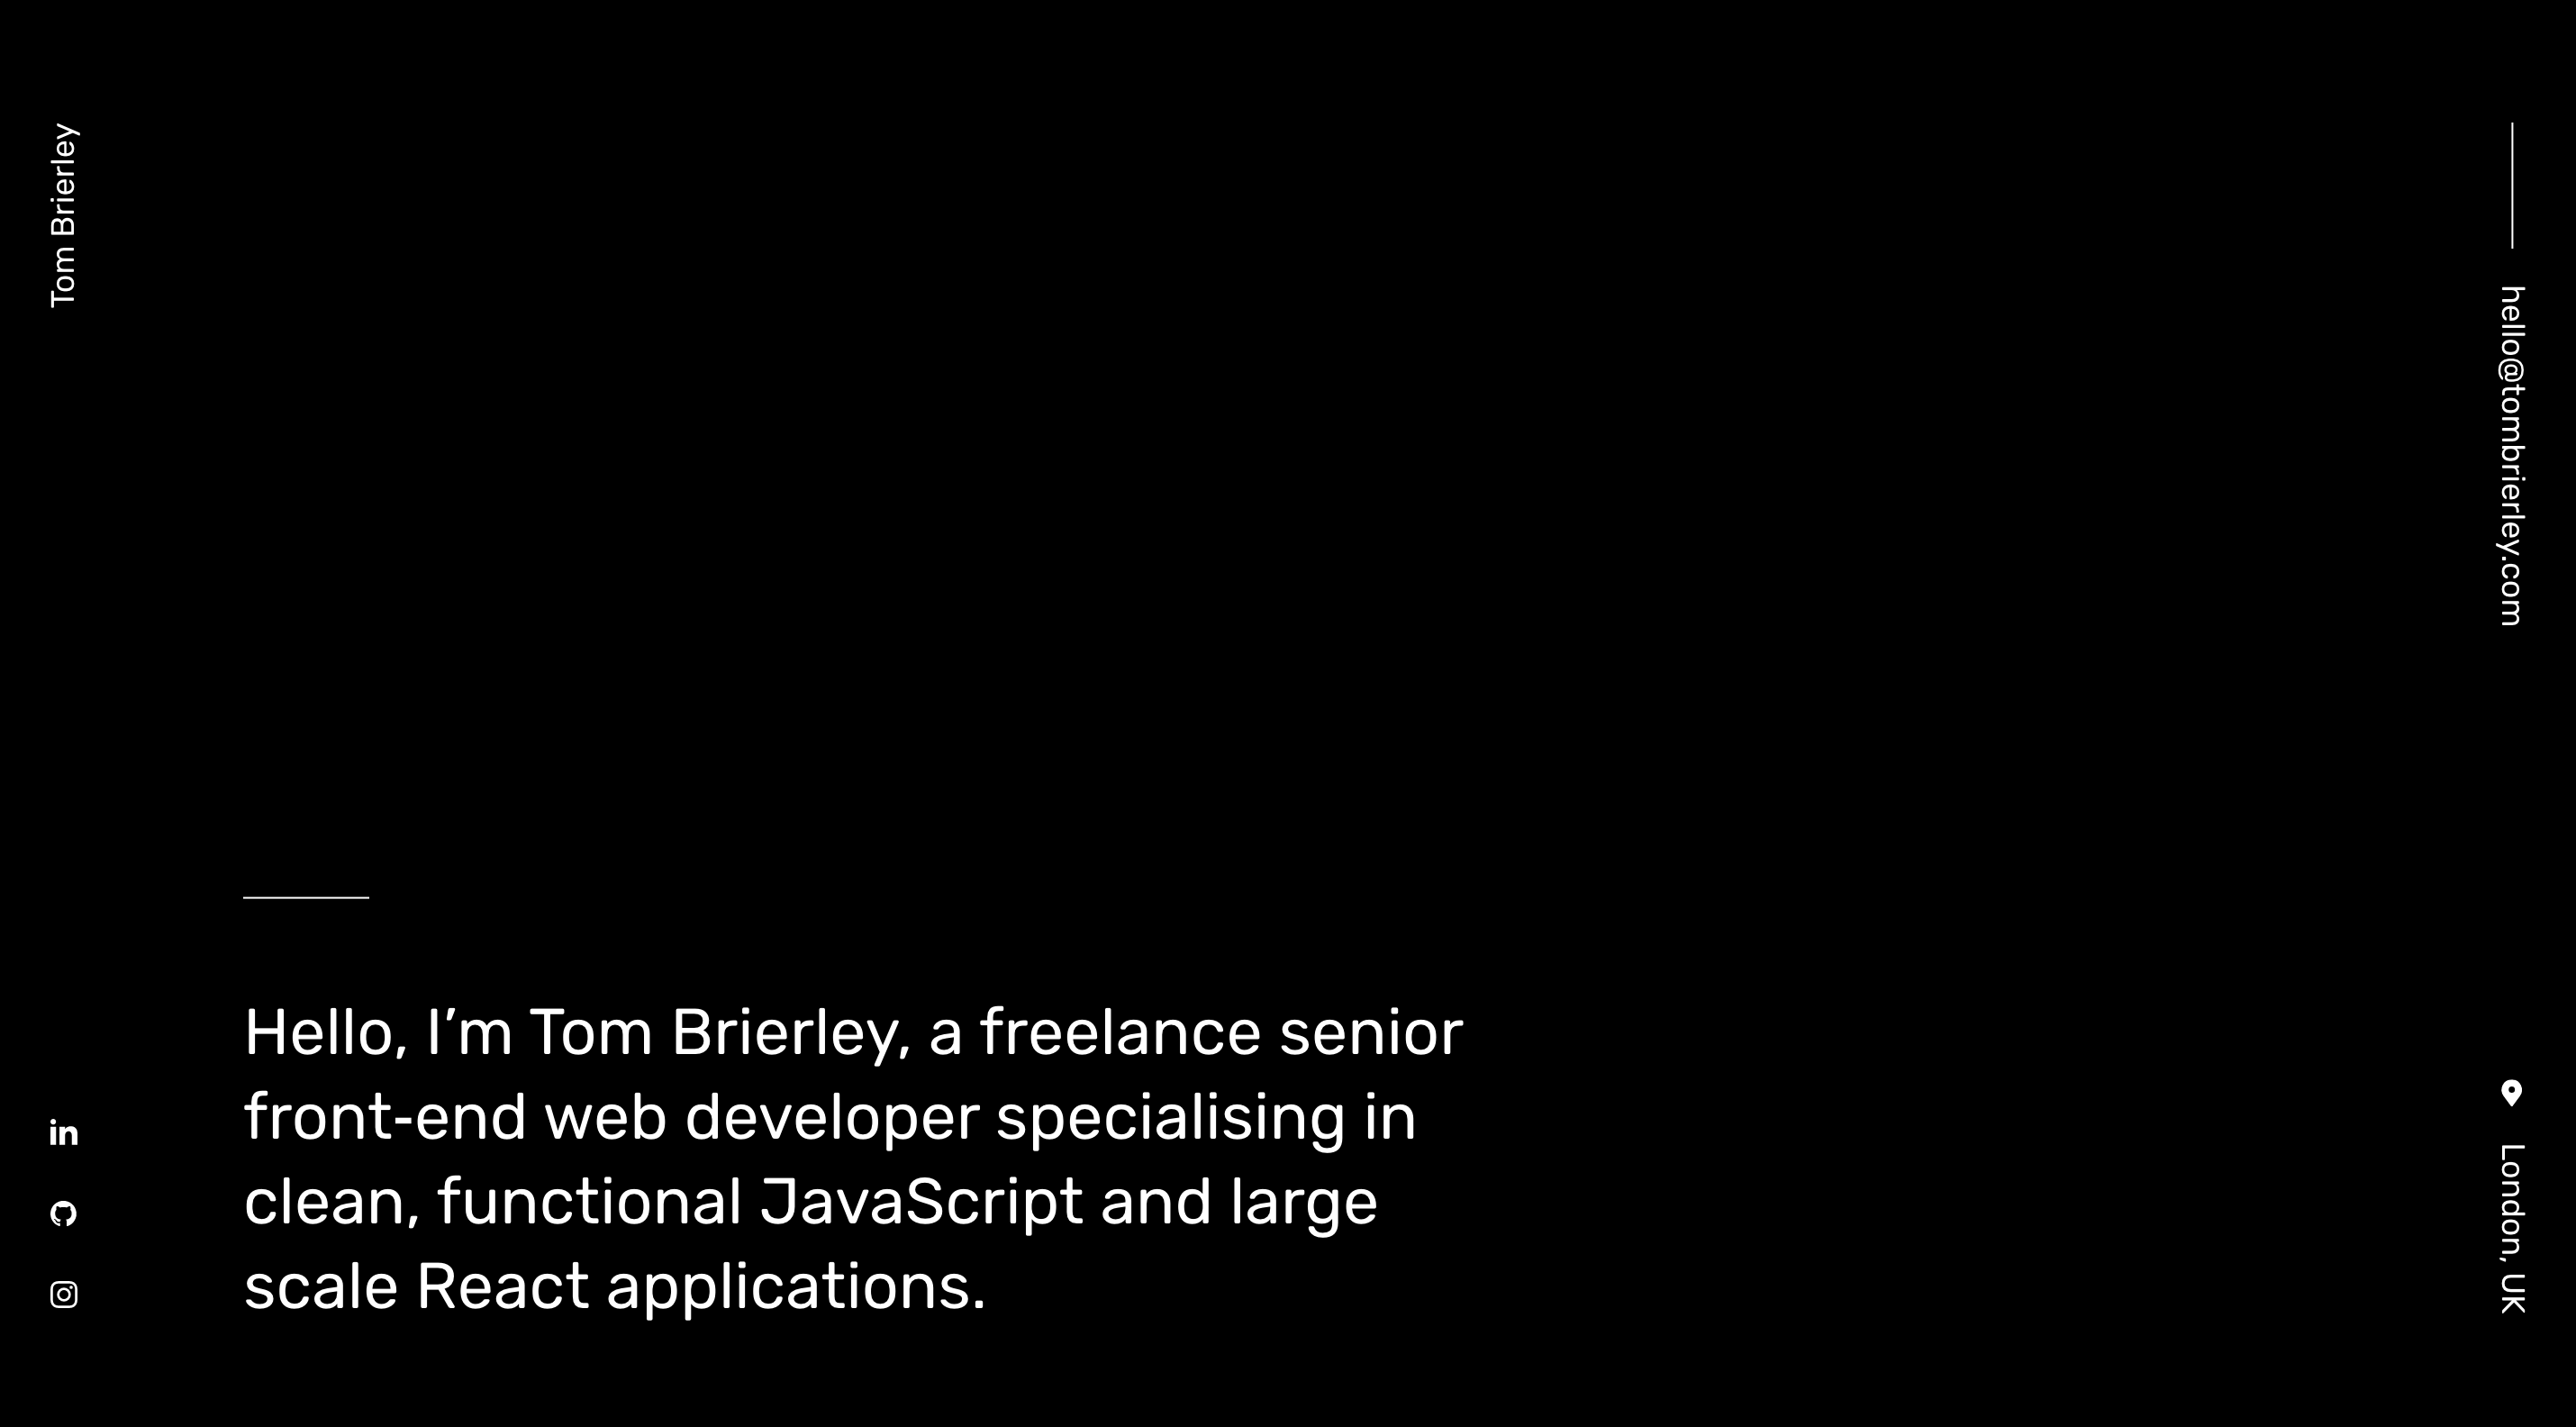 Tom Brierley
hello@tombrierley.com
Hello, I’m Tom Brierley, a freelance senior
front-end web developer specialising in
clean, functional JavaScript and large
scale React applications.
in
London, UK